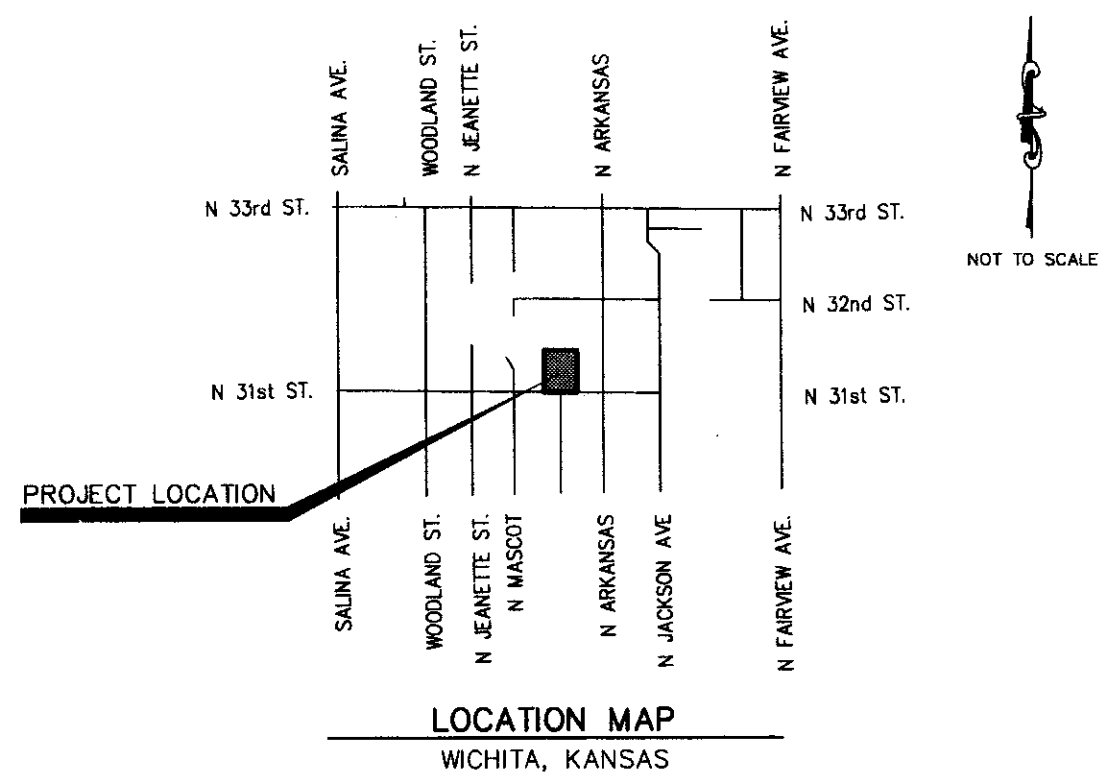 SALINA AVE.
WOODLAND ST.
N JEANETTE ST.
N ARKANSAS
N FAIRVIEW AVE.
N 33rd ST.
N 33rd ST.
NOT TO SCALE
N 32nd ST.
N 31st ST.
N 31st ST.
PROJECT LOCATION
SALINA AVE.
WOODLAND ST.
N JEANETTE ST.
N MASCOT
N ARKANSAS
N JACKSON AVE
N FAIRVIEW AVE.
LOCATION MAP
WICHITA, KANSAS